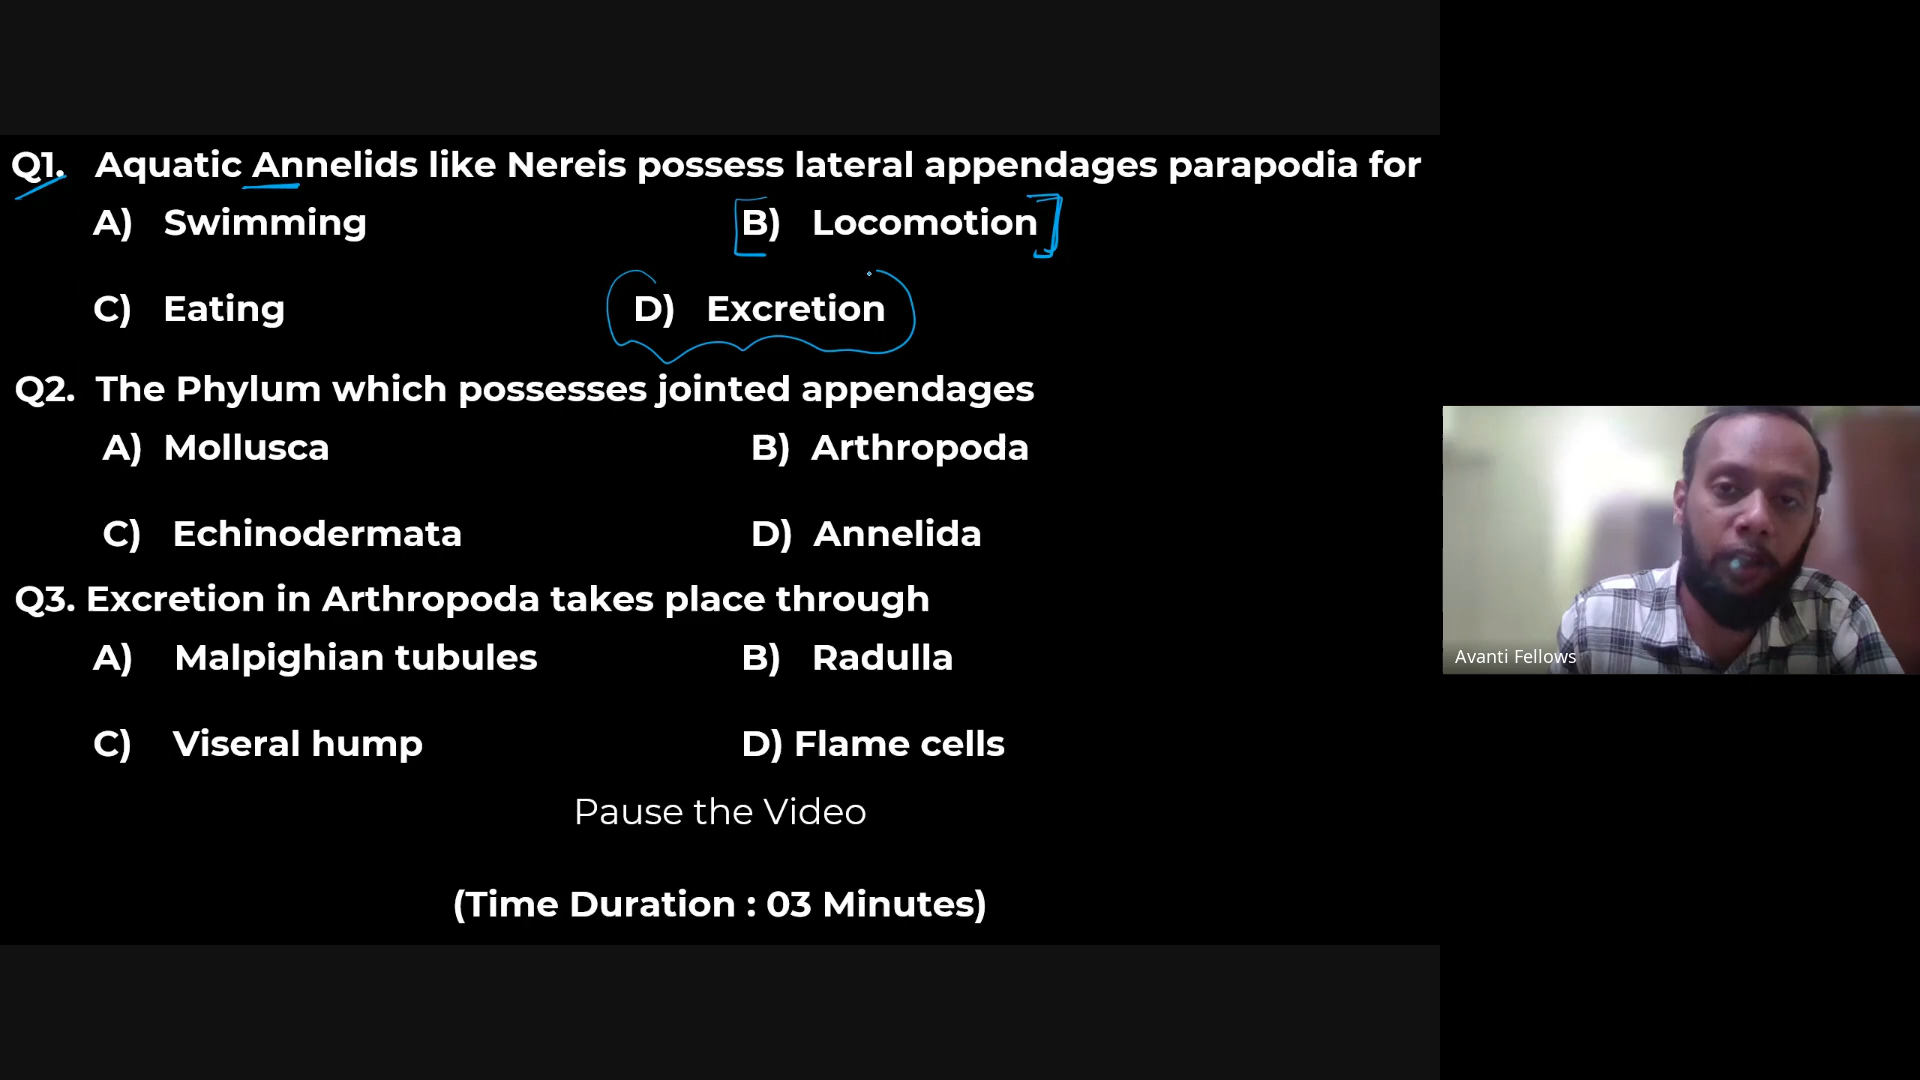 Q1. Aquatic Annelids like Nereis possess lateral appendages parapodia for
A) Swimming B) Locomotion
C) Eating D) Excretion
Q2. The Phylum which possesses jointed appendages
A) Mollusca B) Arthropoda
C) Echinodermata D) Annelida
Q3. Excretion in Arthropoda takes place through
A) Malpighian tubules B) Radulla
C) Viseral hump D) Flame cells
Pause the Video
(Time Duration : 03 Minutes)
Avanti Fellows